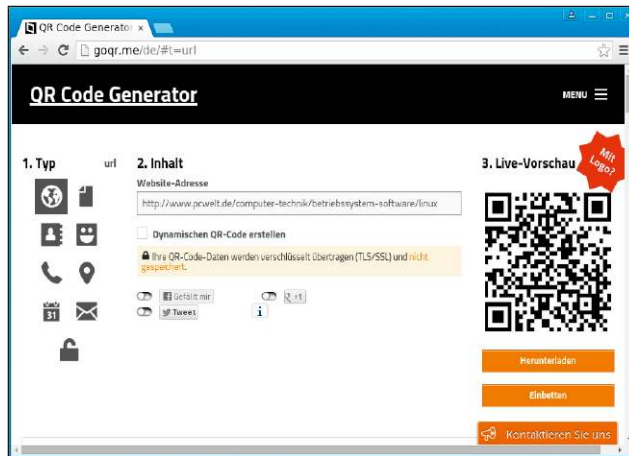 QR Code Generator
goqr.me/de/#t=url
QR Code Generator
MENU
1. Typ url
2. Inhalt
Website-Adresse
http://www.pcwelt.de/computer-technik/betriebssystem-software/linux
Dynamischen QR-Code erstellen
Ihre QR-Code-Daten werden verschlüsselt übertragen (TLS/SSL) und nicht
gespeichert.
Gefällt mir
+1
Tweet
i
31
3. Live-Vorschau
Mit
Logo?
Herunterladen
Einbetten
Kontaktieren Sie uns